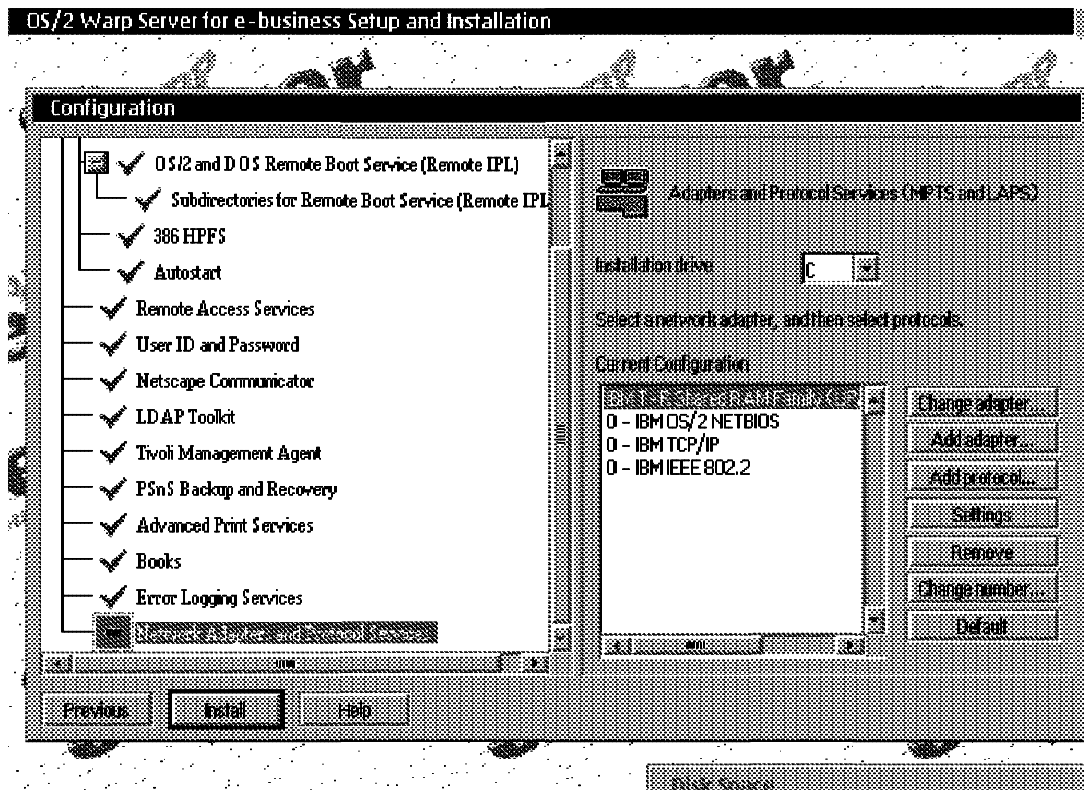 OS/2 Warp Server for e-business Setup and Installation
Configuration
OS/2 and DOS Remote Boot Service (Remote IPL)
Subdirectories for Remote Boot Service (Remote IPL
386 HPFS
Autostart
Remote Access Services
User ID and Password
Netscape Communicator
LDAP Toolkit
Tivoli Management Agent
PSnS Backup and Recovery
Advanced Print Services
Books
Error Logging Services
Network Adapters and Protocol Services
Previous
Install
Help
Adapters and Protocol Services (MPTS and LAPS)
Installation drive
C
Select a network adapter, and then select protocols.
Current Configuration
0 - IBM OS/2 NETBIOS
0 - IBM TCP/IP
0 - IBM IEEE 802.2
Change adapter...
Add adapter...
Add protocol...
Settings
Remove
Change number...
Default